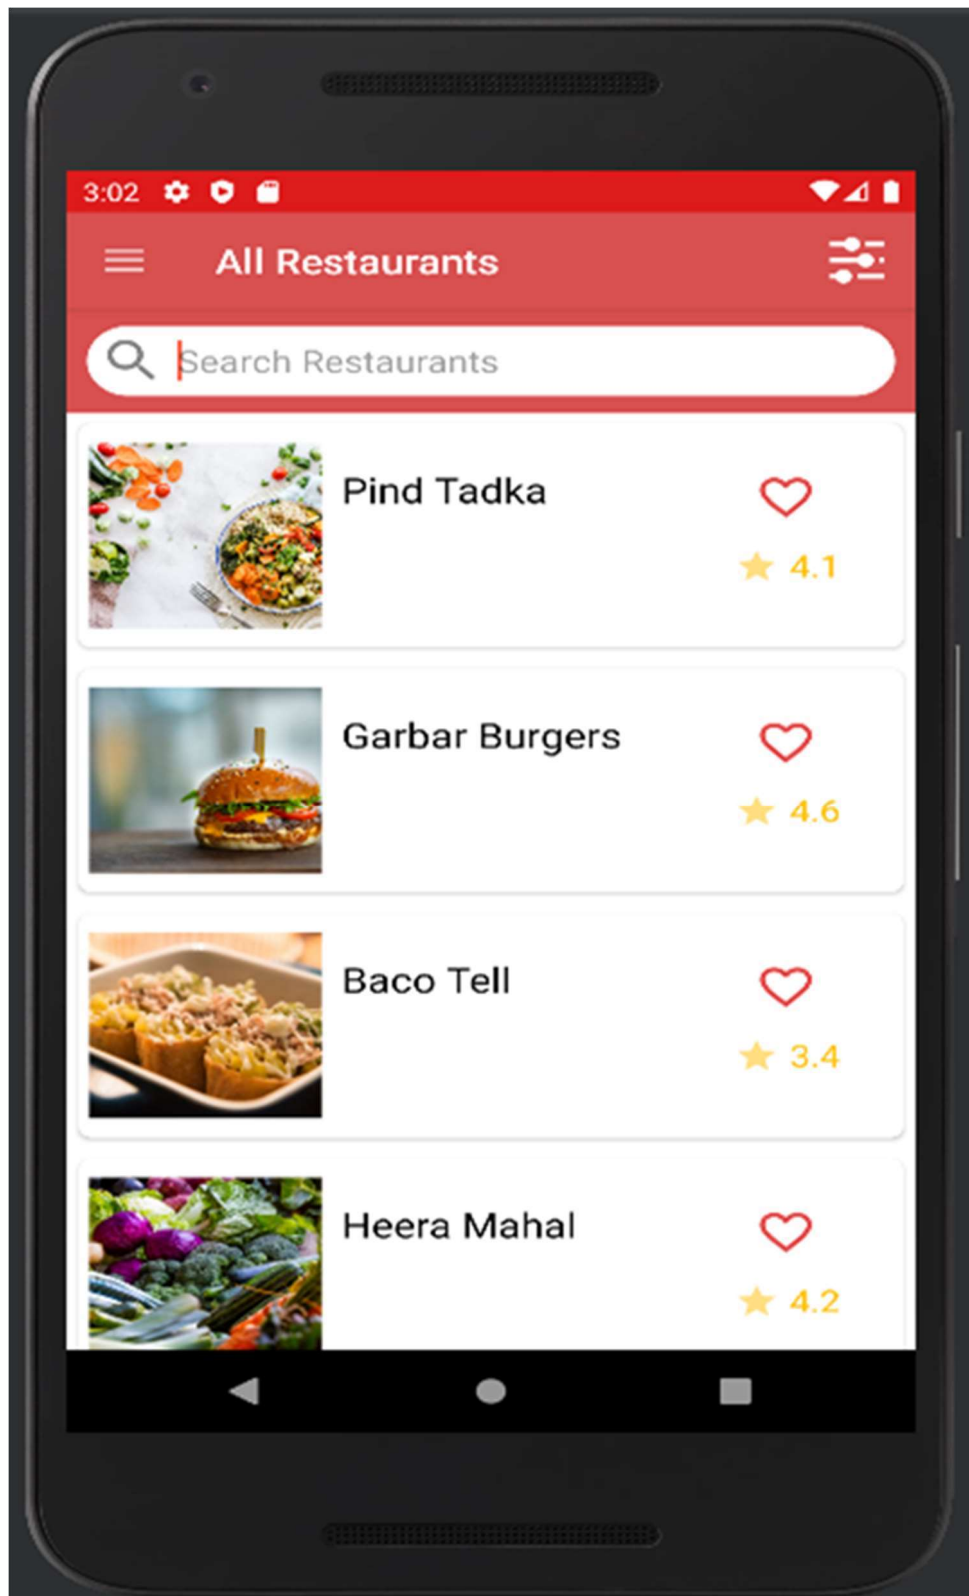 3:02
All Restaurants
Search Restaurants
Pind Tadka
4.1
Garbar Burgers
4.6
Baco Tell
3.4
Heera Mahal
4.2